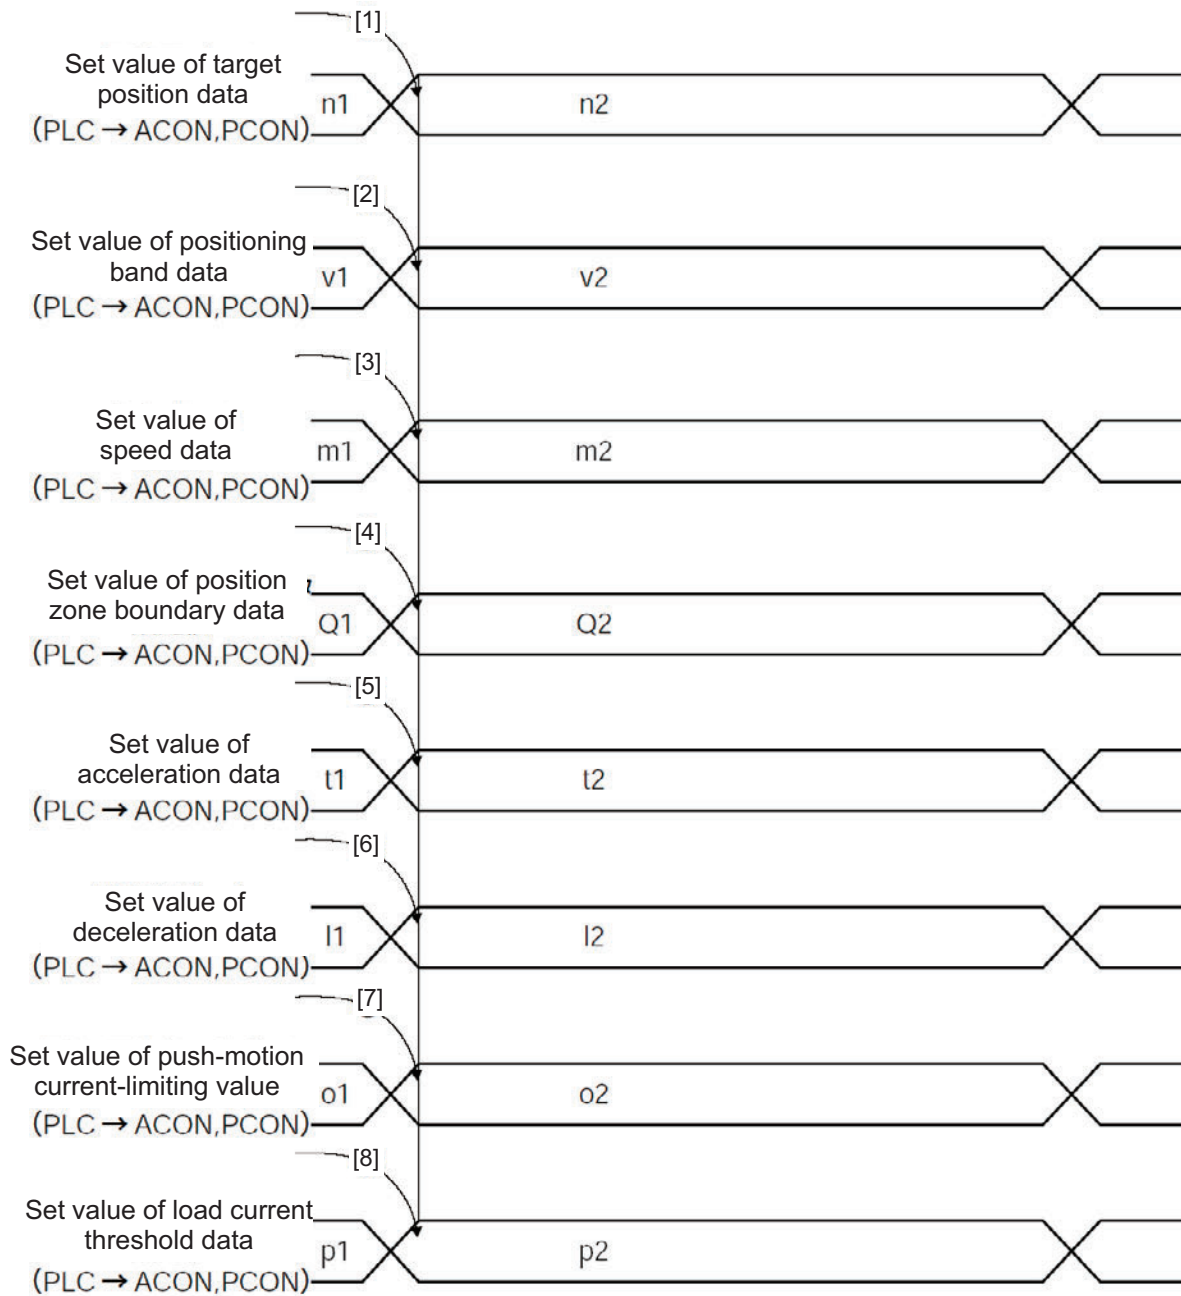 [1]
Set value of target
position data
(PLC → ACON,PCON)
n1
n2
[2]
Set value of positioning
band data
(PLC → ACON,PCON)
v1
v2
[3]
Set value of
speed data
(PLC → ACON,PCON)
m1
m2
[4]
Set value of position
zone boundary data
(PLC → ACON,PCON)
Q1
Q2
[5]
Set value of
acceleration data
(PLC → ACON,PCON)
t1
t2
[6]
Set value of
deceleration data
(PLC → ACON,PCON)
l1
l2
[7]
Set value of push-motion
current-limiting value
(PLC → ACON,PCON)
o1
o2
[8]
Set value of load current
threshold data
(PLC → ACON,PCON)
p1
p2